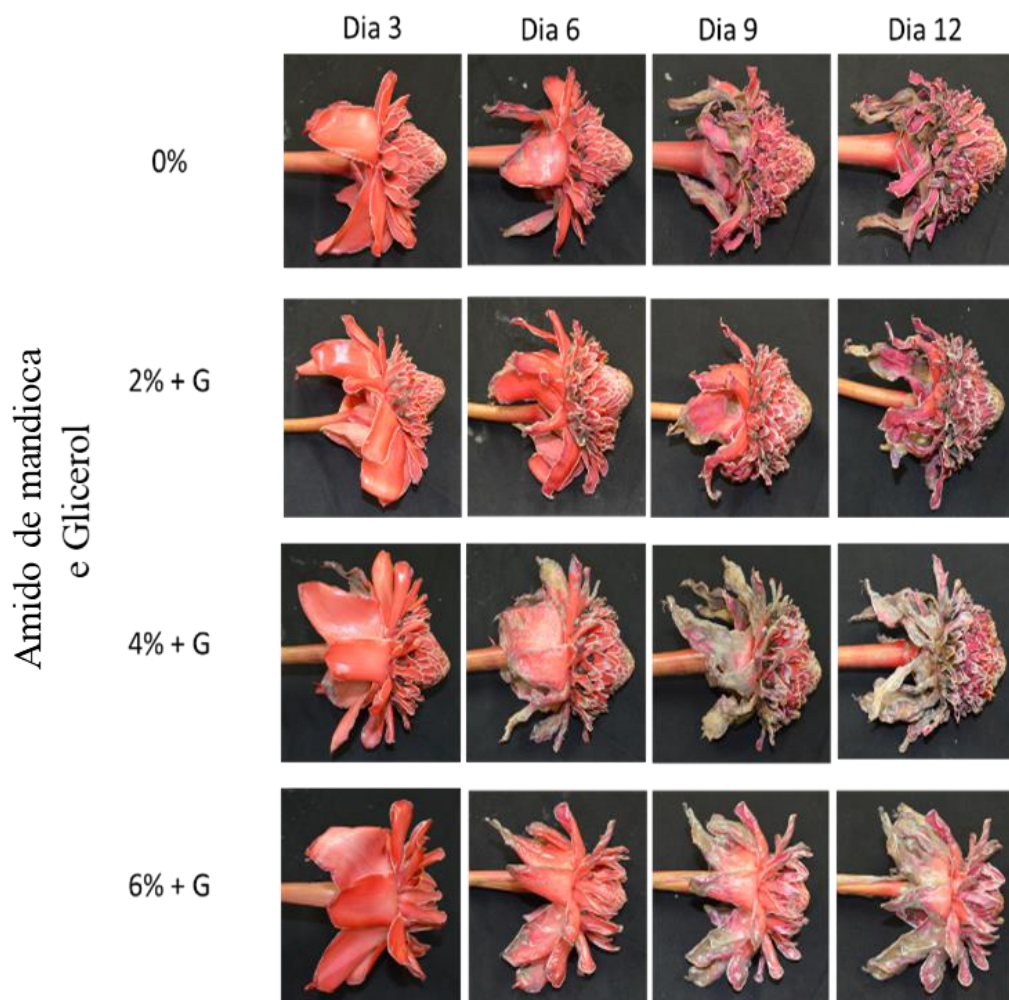 Dia 3 Dia 6 Dia 9 Dia 12
0%
2% + G
Amido de mandioca
e Glicerol
4% + G
6% + G